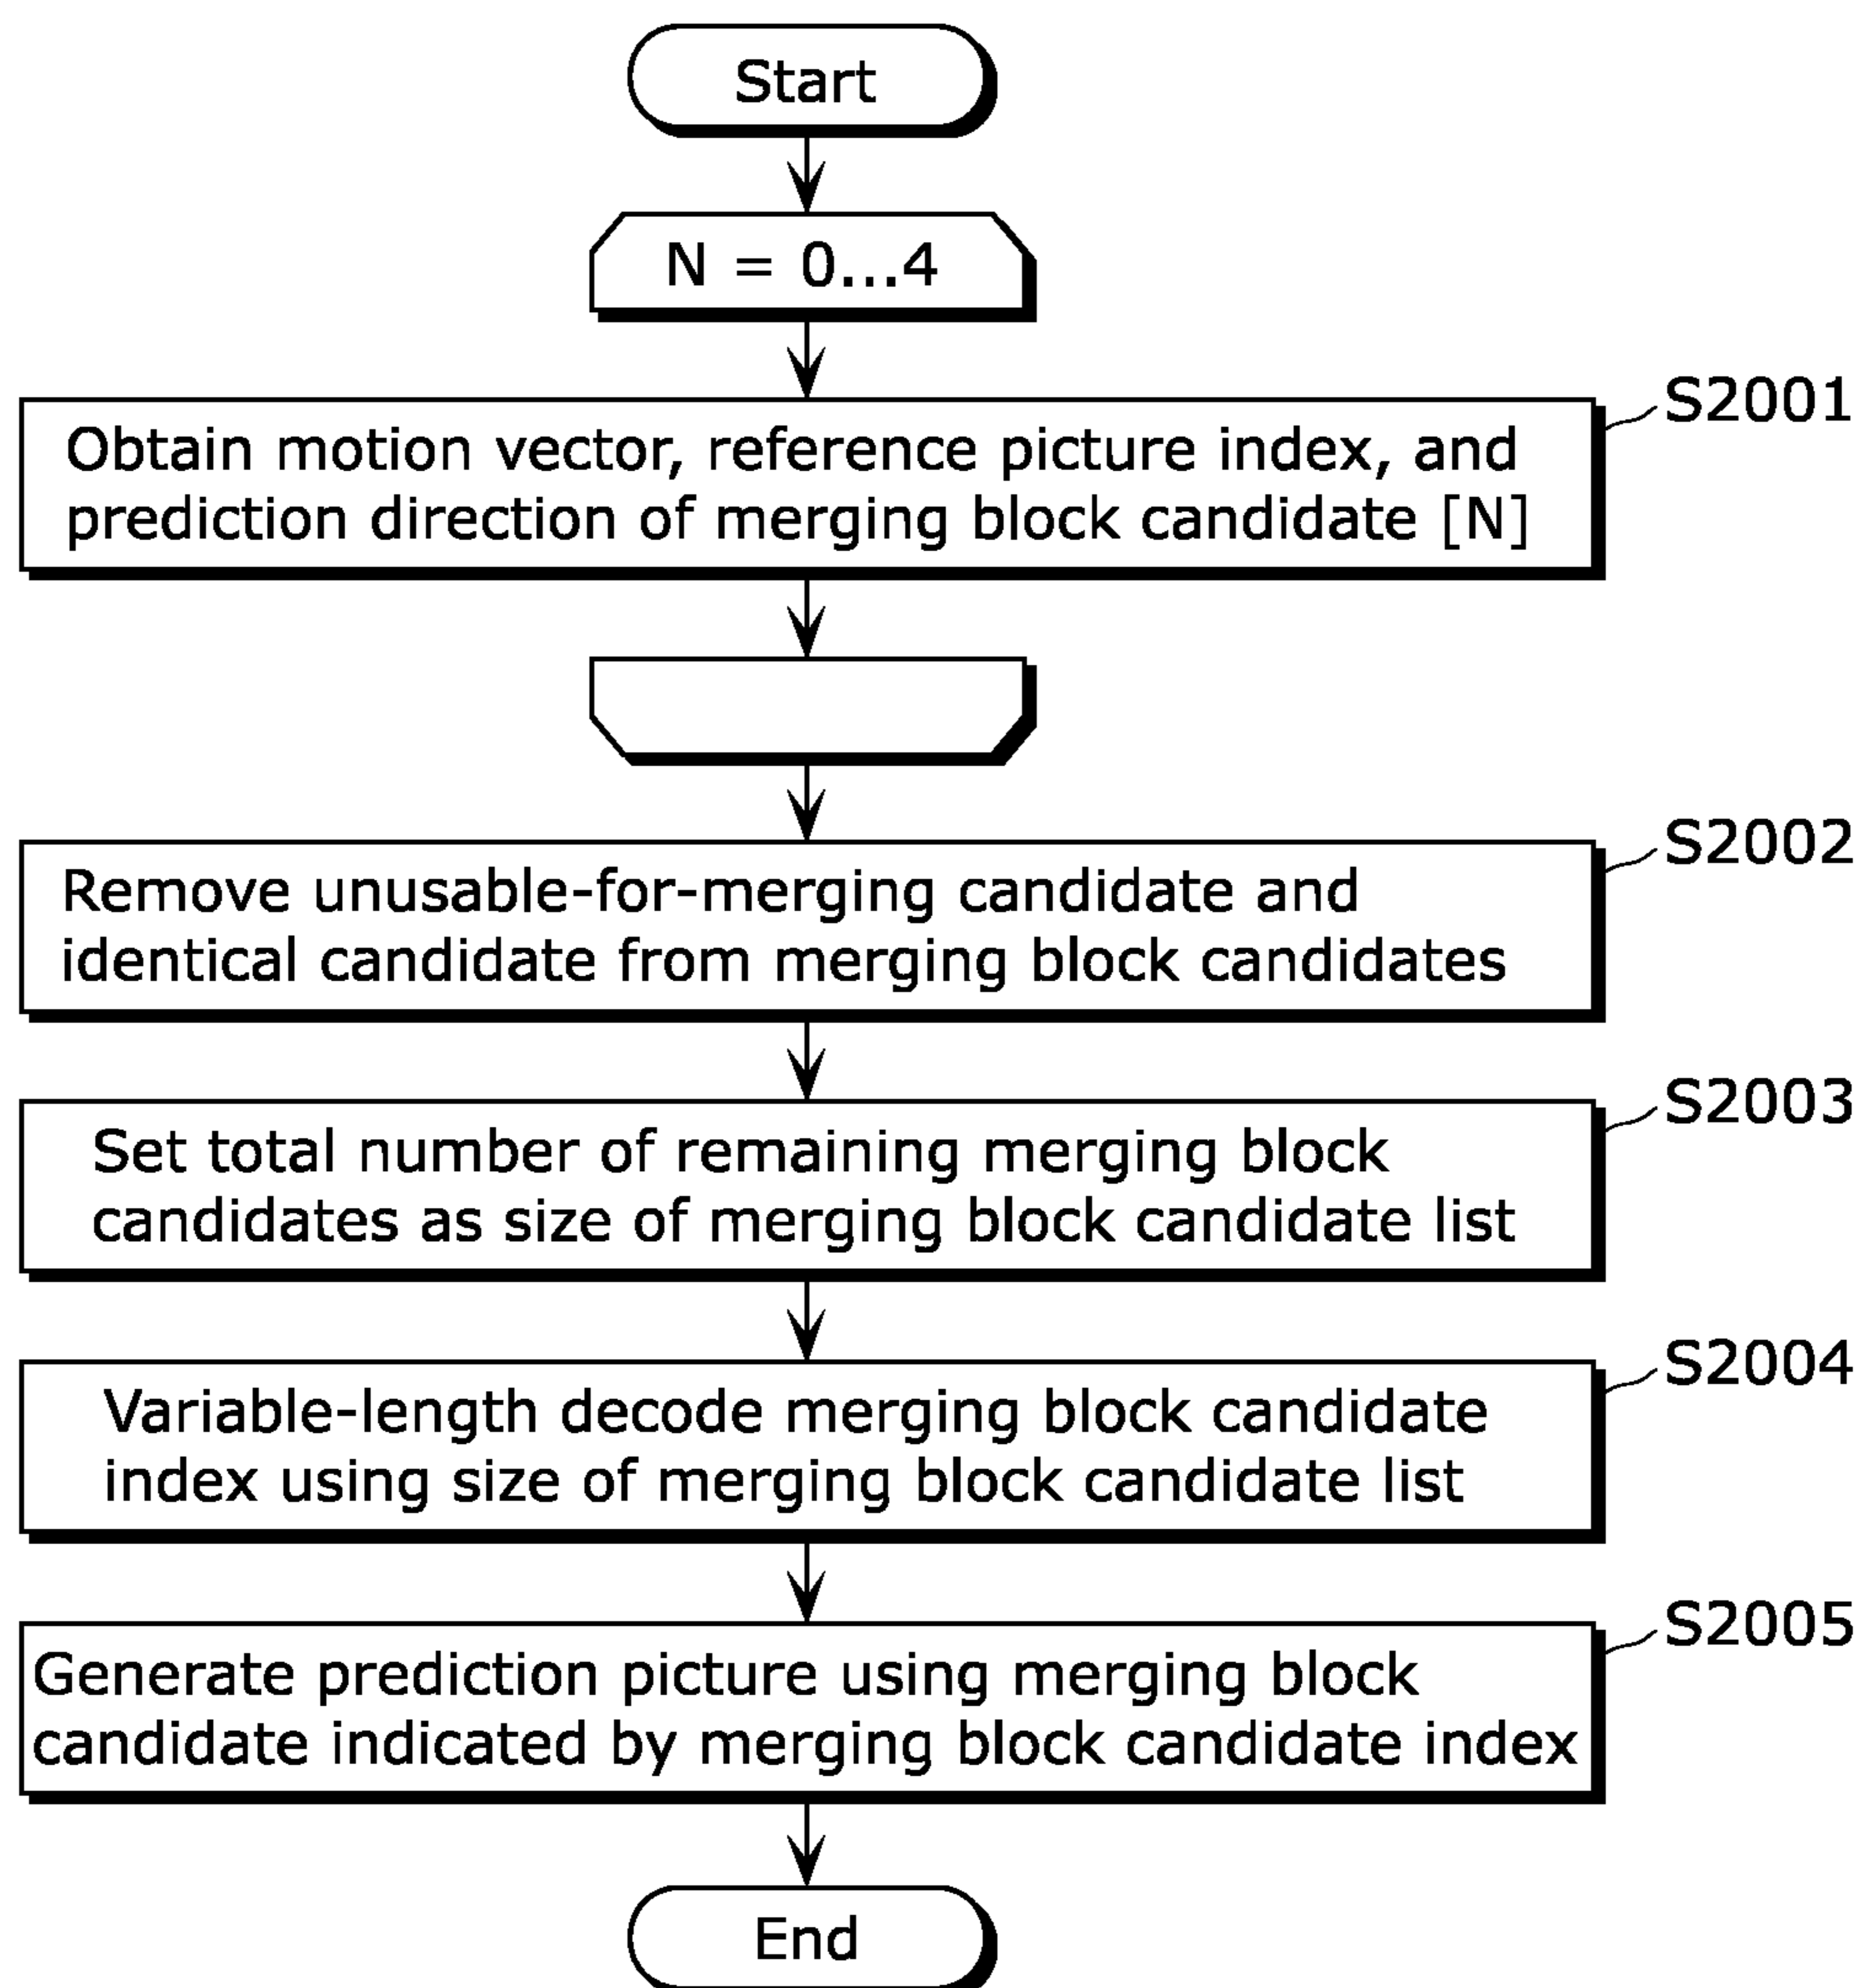 Start
N = 0...4
S2001
Obtain motion vector, reference picture index, and
prediction direction of merging block candidate [N]
S2002
Remove unusable-for-merging candidate and
identical candidate from merging block candidates
S2003
Set total number of remaining merging block
candidates as size of merging block candidate list
S2004
Variable-length decode merging block candidate
index using size of merging block candidate list
S2005
Generate prediction picture using merging block
candidate indicated by merging block candidate index
End